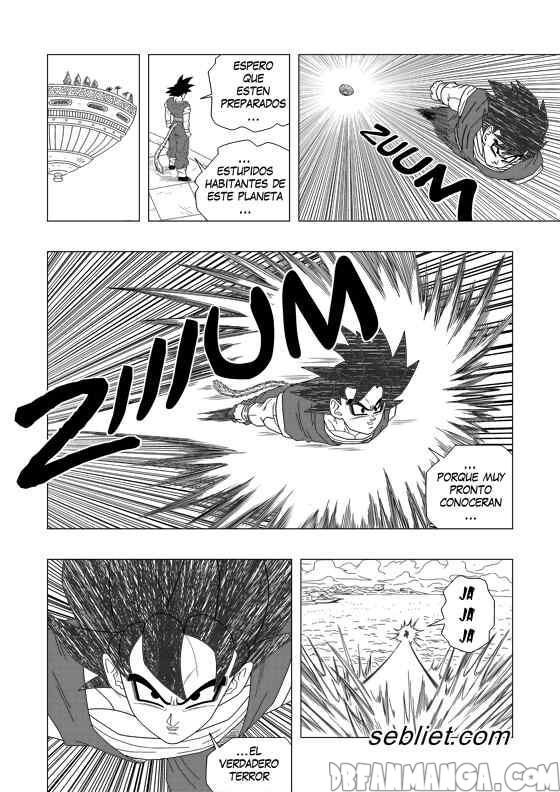 ESPERO
QUE
ESTEN
PREPARADOS
...
ESTUPIDOS
HABITANTES DE
ESTE PLANETA
...
ZUUM
ZIIIIUM
PORQUE MUY
PRONTO
CONOCERAN
...
...EL
VERDADERO
TERROR
JA
JA
JA
sebliet.com
DBFANMANGA.COM